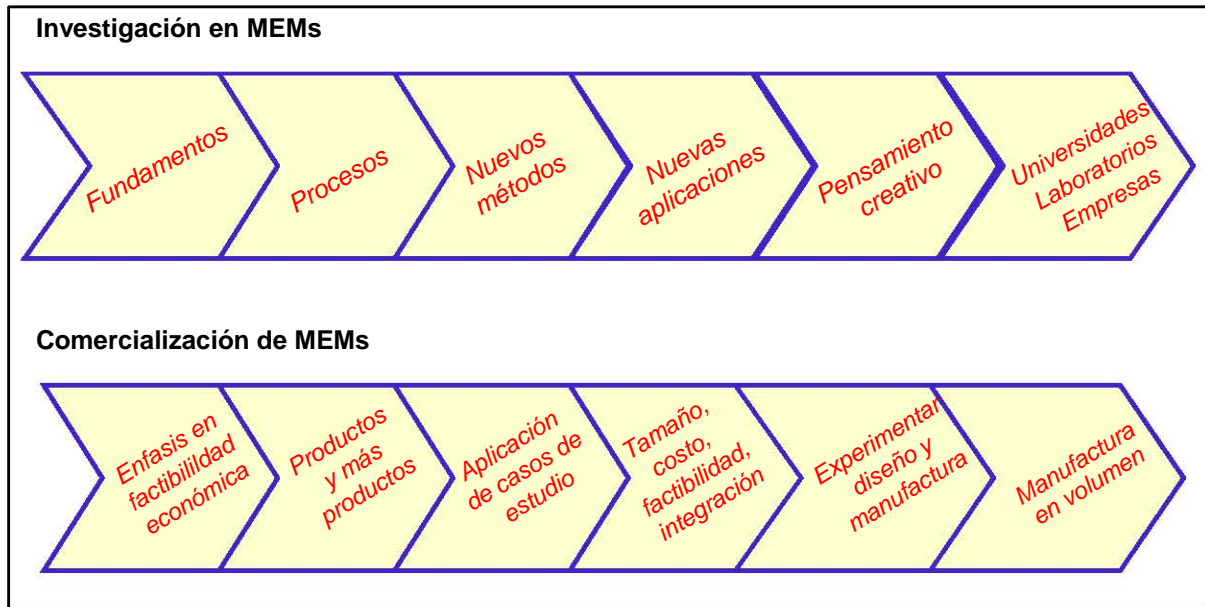 Investigación en MEMs
Fundamentos
Procesos
Nuevos
métodos
Nuevas
aplicaciones
Pensamiento
creativo
Universidades
Laboratorios
Empresas
Comercialización de MEMs
Enfasis en
factibilildad
económica
Productos
y más
productos
Aplicación
de casos de
estudio
Tamaño,
costo,
factibilidad,
integración
Experimentar
diseño y
manufactura
Manufactura
en volumen